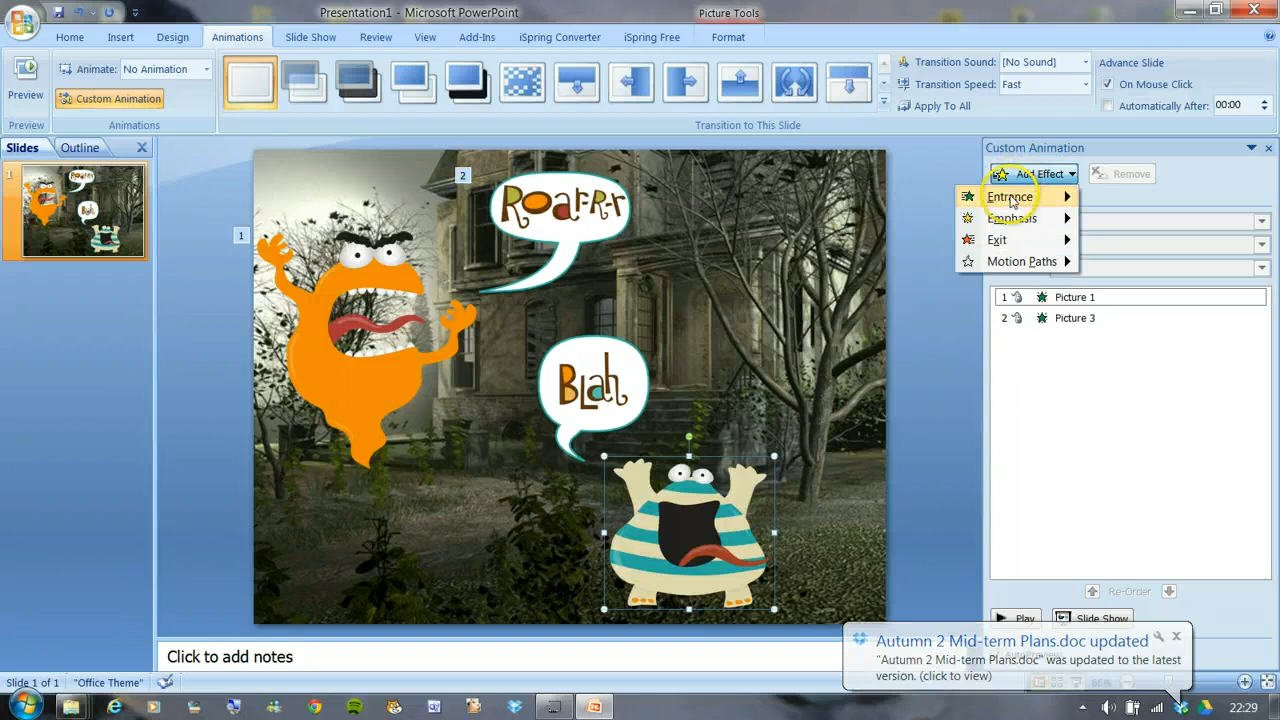 Presentation1 - Microsoft PowerPoint
Picture Tools
Home Insert Design Animations Slide Show Review View Add-Ins iSpring Converter iSpring Free Format
Preview
Animate: No Animation
Custom Animation
Transition Sound: [No Sound]
Transition Speed: Fast
Apply To All
Advance Slide
On Mouse Click
Automatically After: 00:00
Preview Animations Transition to This Slide
Slides Outline
Custom Animation
Add Effect Remove
Entrance
Emphasis
Exit
Motion Paths
1 Picture 1
2 Picture 3
1
2
1
Roar-R-r
Blah
Re-Order
Play Slide Show
Autumn 2 Mid-term Plans.doc updated
"Autumn 2 Mid-term Plans.doc" was updated to the latest
version. (click to view)
Click to add notes
Slide 1 of 1 "Office Theme"
22:29